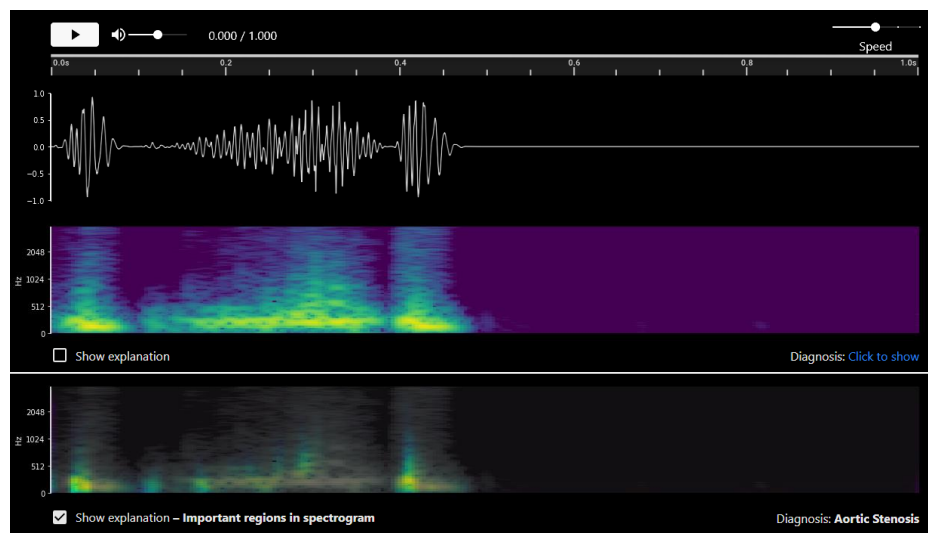 0.000 / 1.000
Speed
0.0s 0.2 0.4 0.6 0.8 1.0s
1.0
0.5
0.0
−0.5
−1.0
Hz
2048
1024
512
0
Show explanation
Diagnosis: Click to show
Hz
2048
1024
512
0
Show explanation – Important regions in spectrogram
Diagnosis: Aortic Stenosis